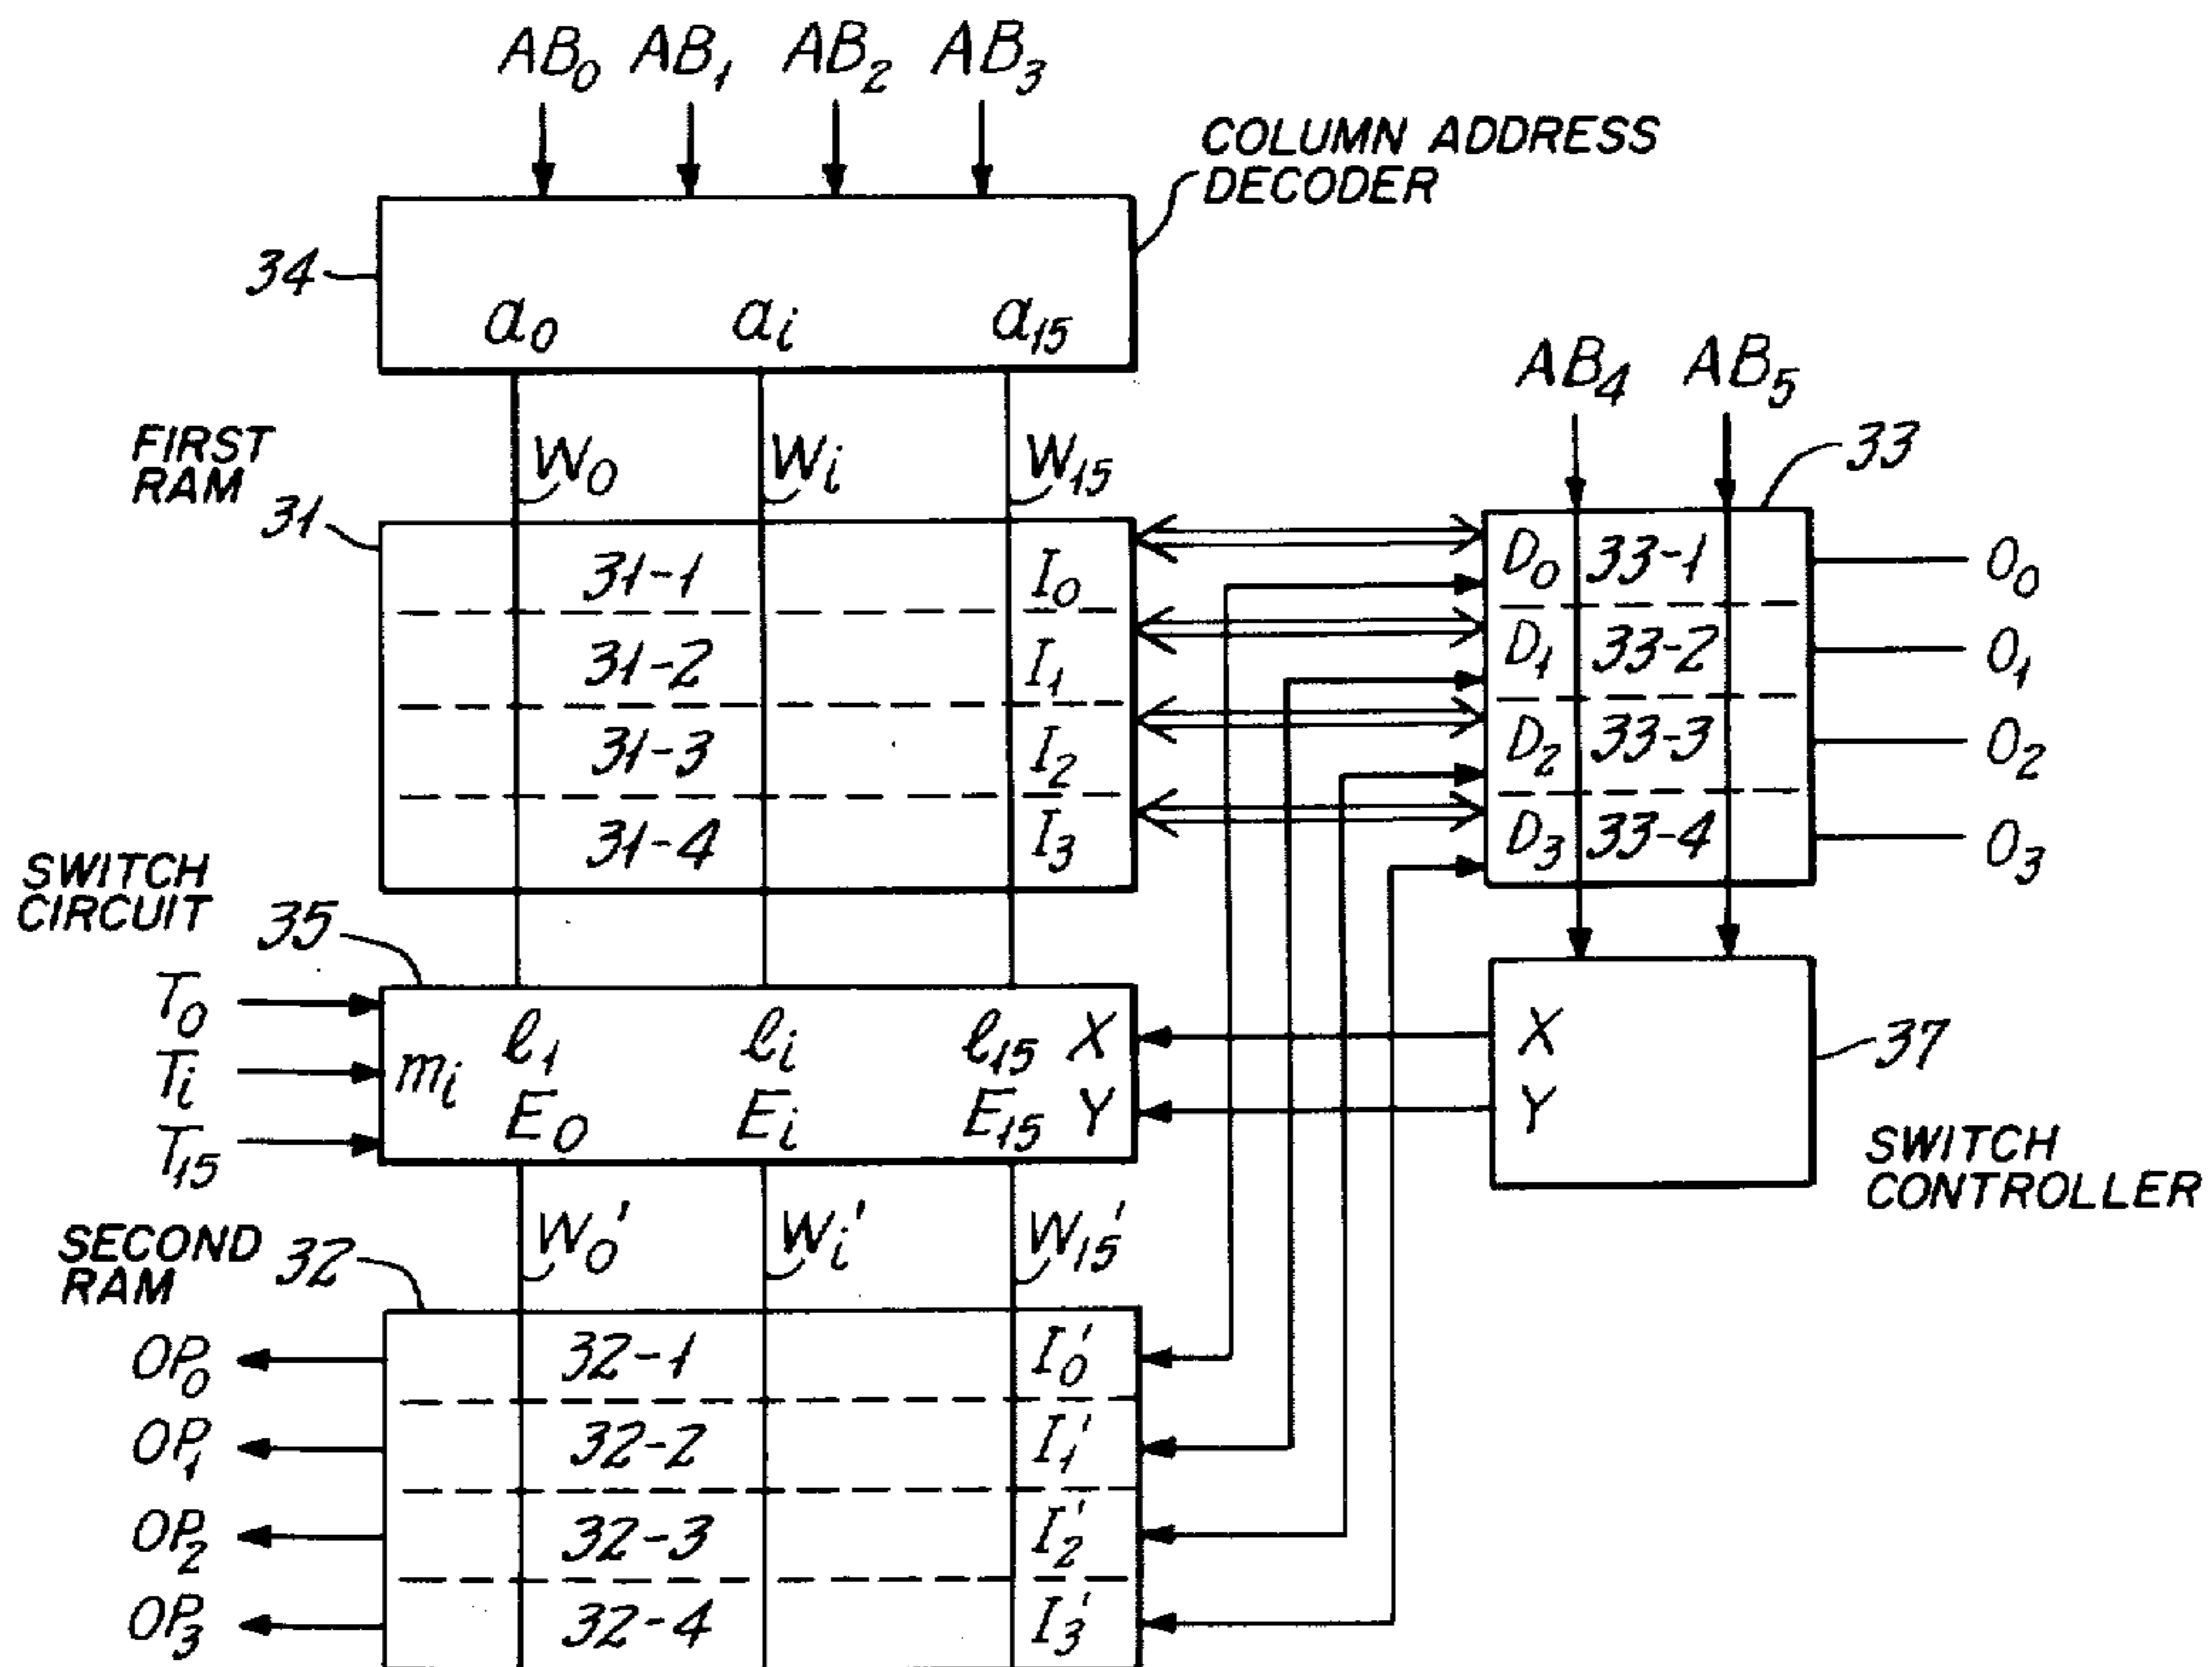 AB₀ AB₁ AB₂ AB₃
COLUMN ADDRESS
DECODER
34
a₀ aᵢ a₁₅
AB₄ AB₅
33
FIRST
RAM
31
W₀ Wᵢ W₁₅
31-1 I₀
31-2 I₁
31-3 I₂
31-4 I₃
D₀ 33-1 O₀
D₁ 33-2 O₁
D₂ 33-3 O₂
D₃ 33-4 O₃
SWITCH
CIRCUIT
35
T₀
Tᵢ
T₁₅
mᵢ
ℓ₁ ℓᵢ ℓ₁₅ X
E₀ Eᵢ E₁₅ Y
X
Y
37
SWITCH
CONTROLLER
SECOND
RAM
32
W₀' Wᵢ' W₁₅'
OP₀ 32-1 I₀'
OP₁ 32-2 I₁'
OP₂ 32-3 I₂'
OP₃ 32-4 I₃'